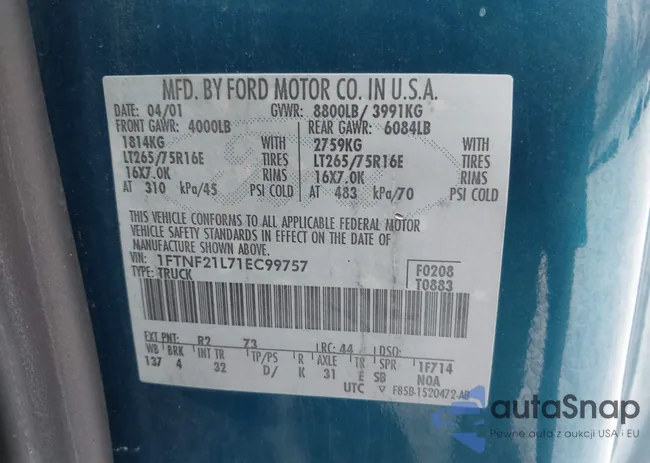 MFD. BY FORD MOTOR CO. IN U.S.A.
DATE: 04/01 GVWR: 8800LB/ 3991KG
FRONT GAWR: 4000LB REAR GAWR: 6084LB
1814KG WITH 2759KG WITH
LT265/75R16E TIRES LT265/75R16E TIRES
16X7.0K RIMS 16X7.0K RIMS
AT 310 kPa/45 PSI COLD AT 483 kPa/70 PSI COLD
THIS VEHICLE CONFORMS TO ALL APPLICABLE FEDERAL MOTOR
VEHICLE SAFETY STANDARDS IN EFFECT ON THE DATE OF
MANUFACTURE SHOWN ABOVE.
VIN: 1FTNF21L71EC99757 F0208
TYPE: TRUCK T0883
EXT PNT: R2 73 RC: 44 DSO:
WB BRK INT TR TP/PS R AXLE TR SPR 1F714
137 4 32 D/ K 31 E SB N0A
UTC F85B-1520472-AB
autoSnap
Pewne auta z aukcji USA i EU